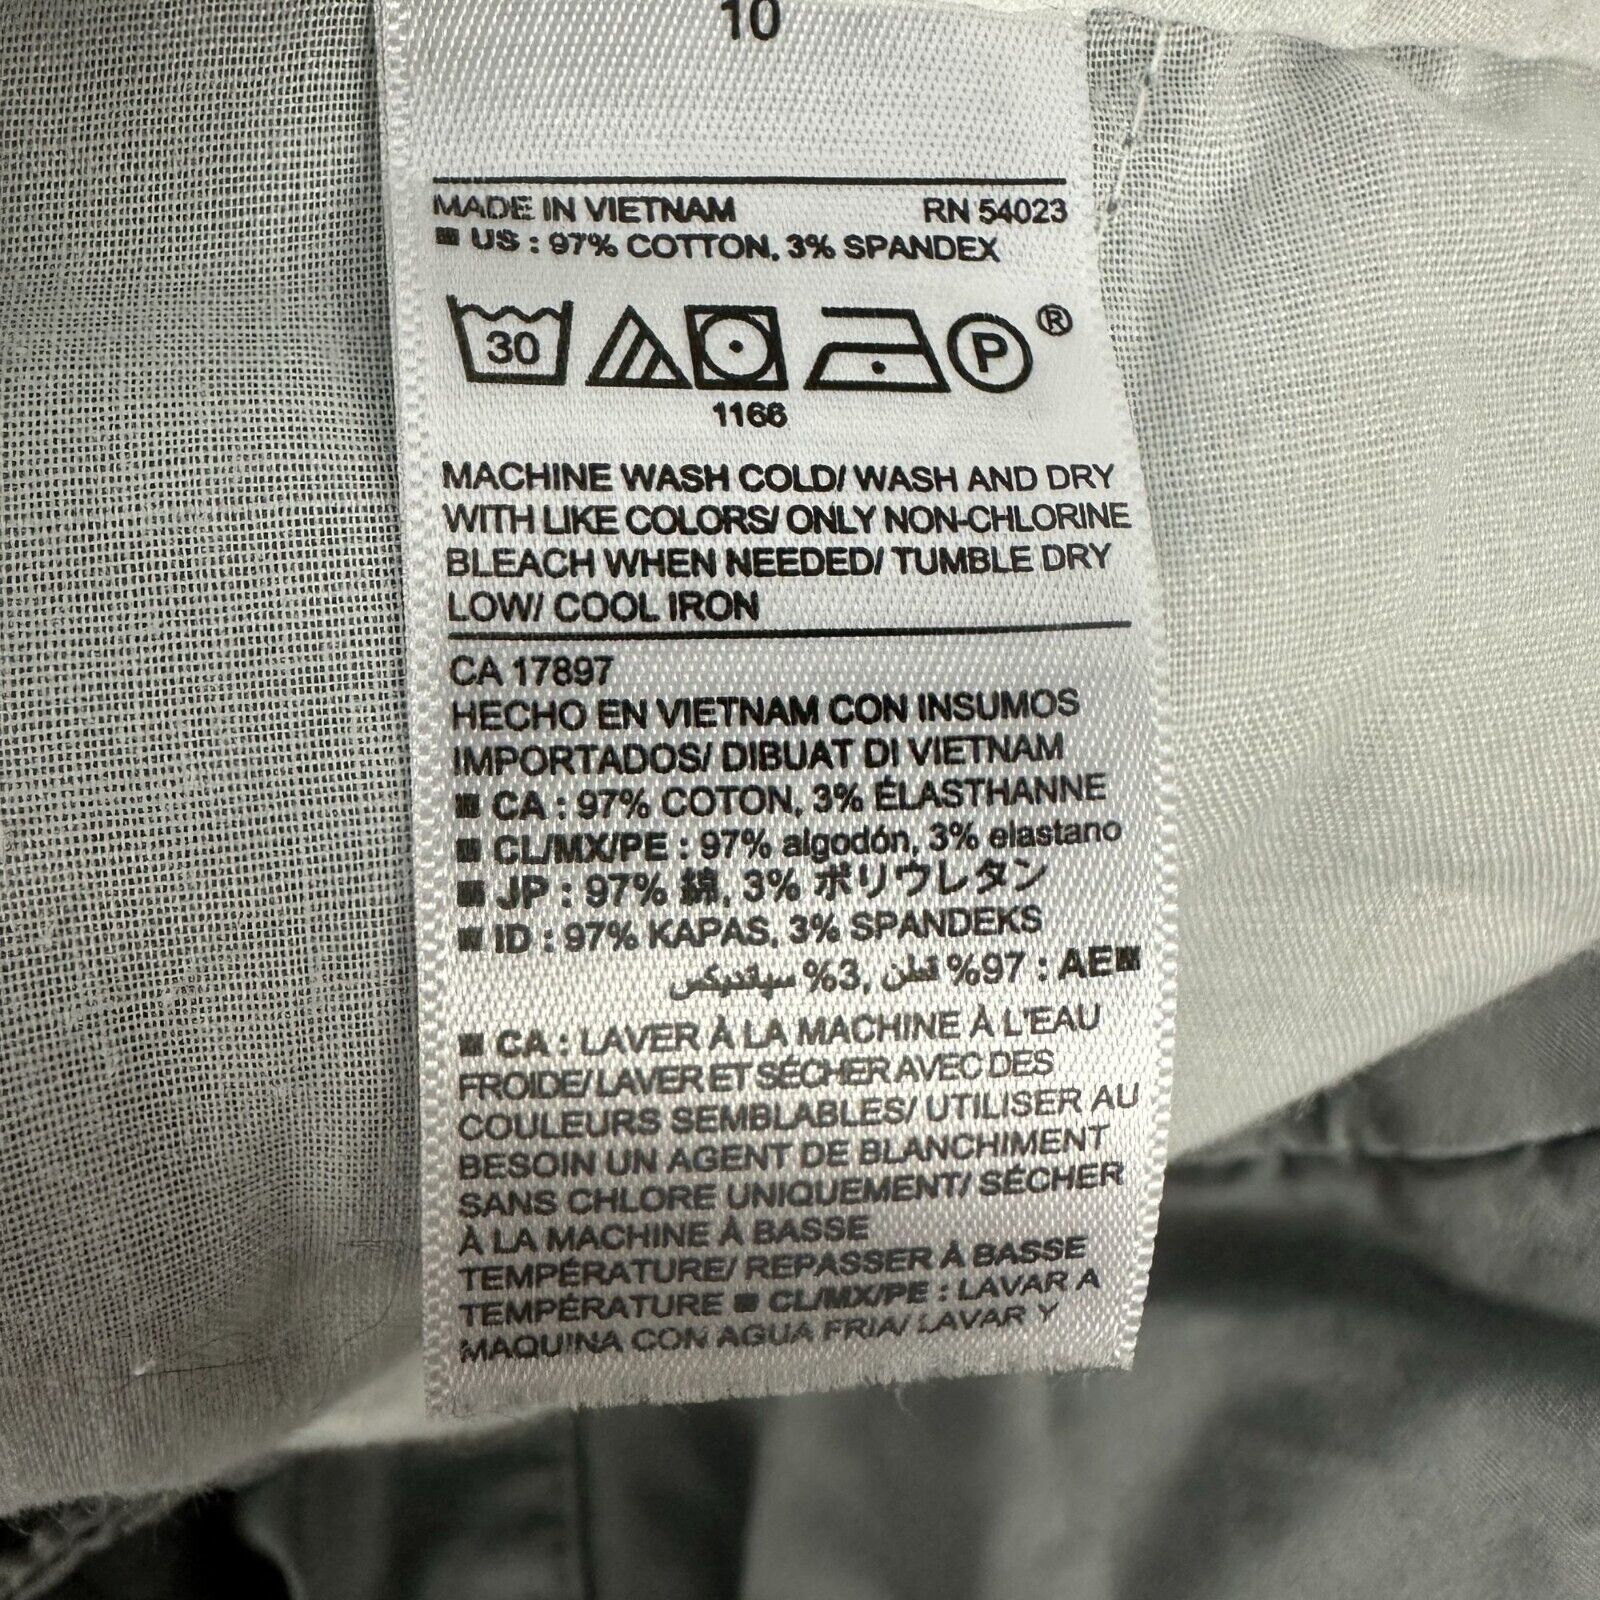 10
MADE IN VIETNAM RN 54023
■ US : 97% COTTON, 3% SPANDEX
30 P ®
1166
MACHINE WASH COLD/ WASH AND DRY
WITH LIKE COLORS/ ONLY NON-CHLORINE
BLEACH WHEN NEEDED/ TUMBLE DRY
LOW/ COOL IRON
CA 17897
HECHO EN VIETNAM CON INSUMOS
IMPORTADOS/ DIBUAT DI VIETNAM
■ CA : 97% COTON, 3% ÉLASTHANNE
■ CL/MX/PE : 97% algodón, 3% elastano
■ JP : 97% 綿, 3% ポリウレタン
■ ID : 97% KAPAS, 3% SPANDEKS
■AE : 97% قطن, 3% سباندیكس
■ CA : LAVER À LA MACHINE À L'EAU
FROIDE/ LAVER ET SÉCHER AVEC DES
COULEURS SEMBLABLES/ UTILISER AU
BESOIN UN AGENT DE BLANCHIMENT
SANS CHLORE UNIQUEMENT/ SÉCHER
À LA MACHINE À BASSE
TEMPÉRATURE/ REPASSER À BASSE
TEMPÉRATURE ■ CL/MX/PE : LAVAR A
MAQUINA CON AGUA FRIA/ LAVAR Y